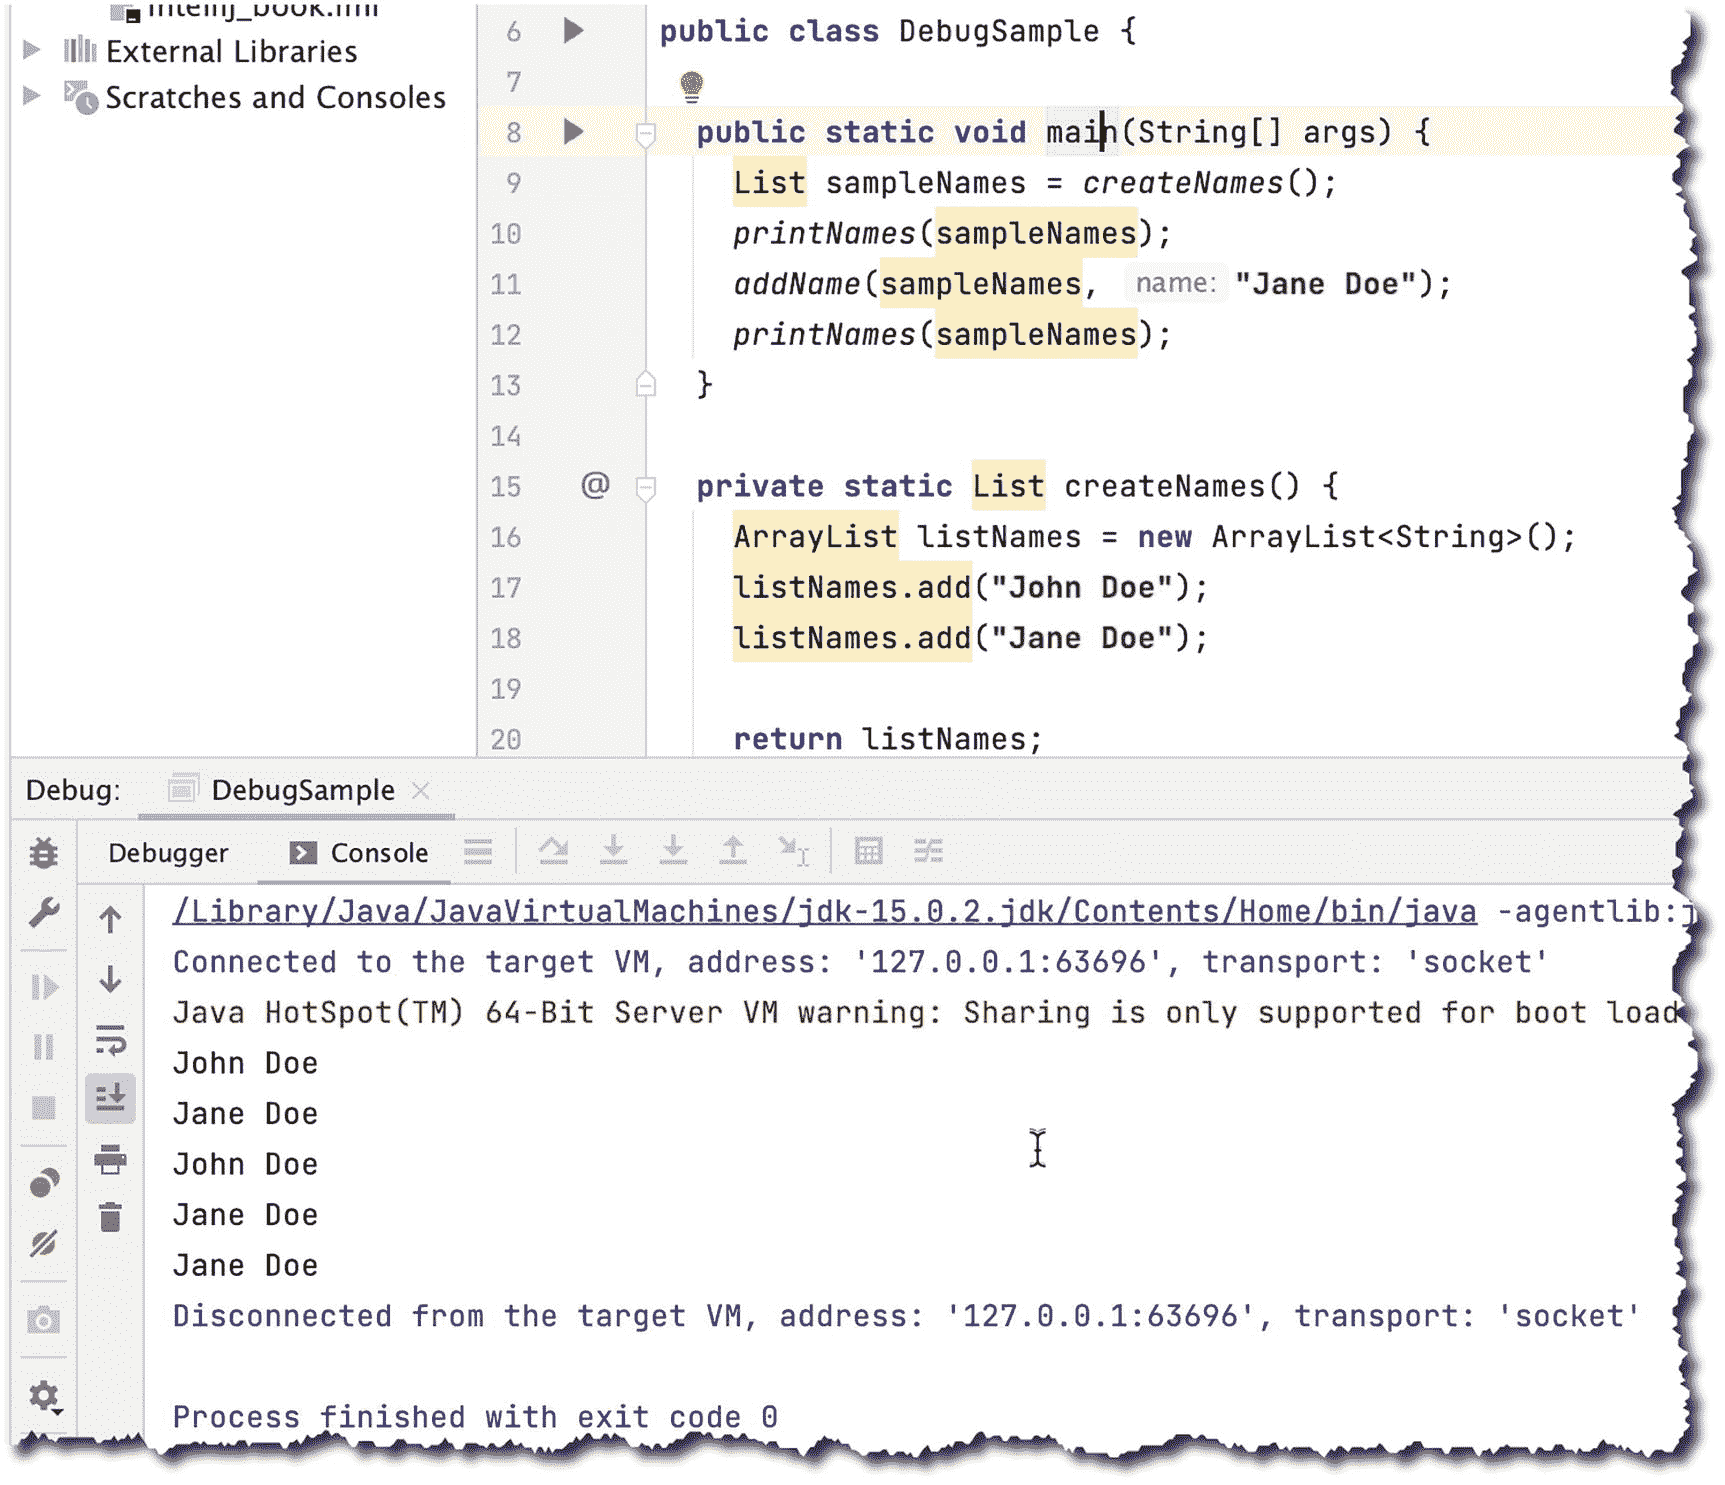 intellij_book.iml
External Libraries
Scratches and Consoles
6 public class DebugSample {
7
8 public static void main(String[] args) {
9 List sampleNames = createNames();
10 printNames(sampleNames);
11 addName(sampleNames, name: "Jane Doe");
12 printNames(sampleNames);
13 }
14
15 @ private static List createNames() {
16 ArrayList listNames = new ArrayList<String>();
17 listNames.add("John Doe");
18 listNames.add("Jane Doe");
19
20 return listNames;
Debug: DebugSample
Debugger Console
/Library/Java/JavaVirtualMachines/jdk-15.0.2.jdk/Contents/Home/bin/java -agentlib:j
Connected to the target VM, address: '127.0.0.1:63696', transport: 'socket'
Java HotSpot(TM) 64-Bit Server VM warning: Sharing is only supported for boot load
John Doe
Jane Doe
John Doe
Jane Doe
Jane Doe
Disconnected from the target VM, address: '127.0.0.1:63696', transport: 'socket'
Process finished with exit code 0